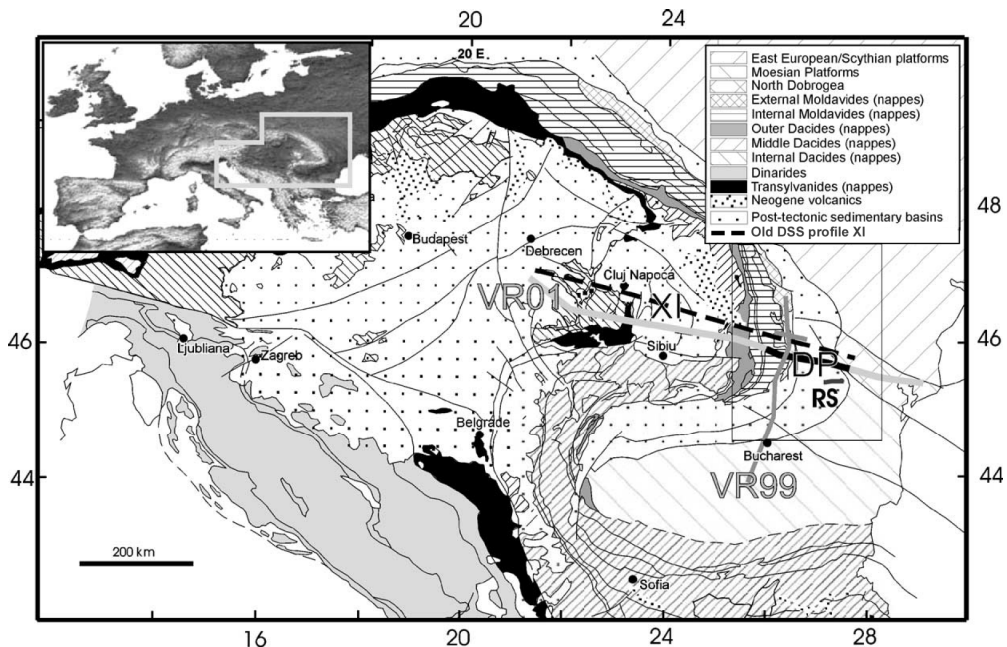 20
24
20 E
East European/Scythian platforms
Moesian Platforms
North Dobrogea
External Moldavides (nappes)
Internal Moldavides (nappes)
Outer Dacides (nappes)
Middle Dacides (nappes)
Internal Dacides (nappes)
Dinarides
Transylvanides (nappes)
Neogene volcanics
Post-tectonic sedimentary basins
Old DSS profile XI
48
Budapest
Debrecen
Cluj Napoca
VR01
XI
46
Ljubliana
Zagreb
Sibiu
DP
46
RS
Belgrade
Bucharest
44
VR99
44
200 km
Sofia
16
20
24
28